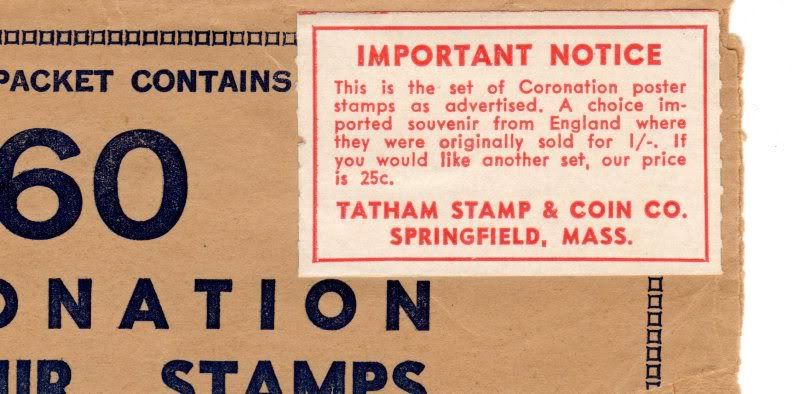 PACKET CONTAINS
60
ONATION
STAMPS
IMPORTANT NOTICE
This is the set of Coronation poster
stamps as advertised. A choice im-
ported souvenir from England where
they were originally sold for 1/-. If
you would like another set, our price
is 25c.
TATHAM STAMP & COIN CO.
SPRINGFIELD, MASS.